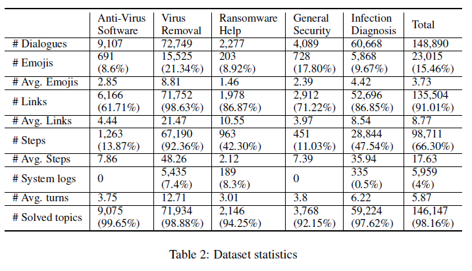 Anti-Virus Software Virus Removal Ransomware Help General Security Infection Diagnosis Total
# Dialogues 9,107 72,749 2,277 4,089 60,668 148,890
# Emojis 691 (8.6%) 15,525 (21.34%) 203 (8.92%) 728 (17.80%) 5,868 (9.67%) 23,015 (15.46%)
# Avg. Emojis 2.85 8.81 1.46 2.39 4.42 3.73
# Links 6,166 (61.71%) 71,752 (98.63%) 1,978 (86.87%) 2,912 (71.22%) 52,696 (86.85%) 135,504 (91.01%)
# Avg. Links 4.44 21.47 10.55 3.97 8.54 8.77
# Steps 1,263 (13.87%) 67,190 (92.36%) 963 (42.30%) 451 (11.03%) 28,844 (47.54%) 98,711 (66.30%)
# Avg. Steps 7.86 48.26 2.12 7.39 35.94 17.63
# System logs 0 5,435 (7.4%) 189 (8.3%) 0 335 (0.5%) 5,959 (4%)
# Avg. turns 3.75 12.71 3.01 3.8 6.22 5.87
# Solved topics 9,075 (99.65%) 71,934 (98.88%) 2,146 (94.25%) 3,768 (92.15%) 59,224 (97.62%) 146,147 (98.16%)
Table 2: Dataset statistics